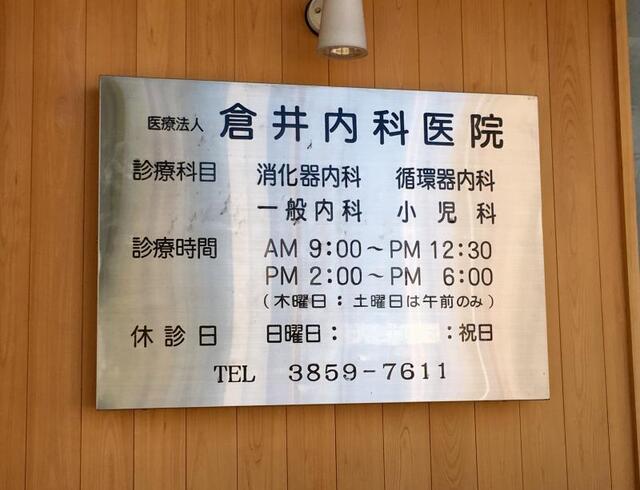 医療法人 倉井内科医院
診療科目 消化器内科 循環器内科
一般内科 小児科
診療時間 AM 9:00～PM 12:30
PM 2:00～PM 6:00
(木曜日: 土曜日は午前のみ)
休診日 日曜日: :祝日
TEL 3859-7611